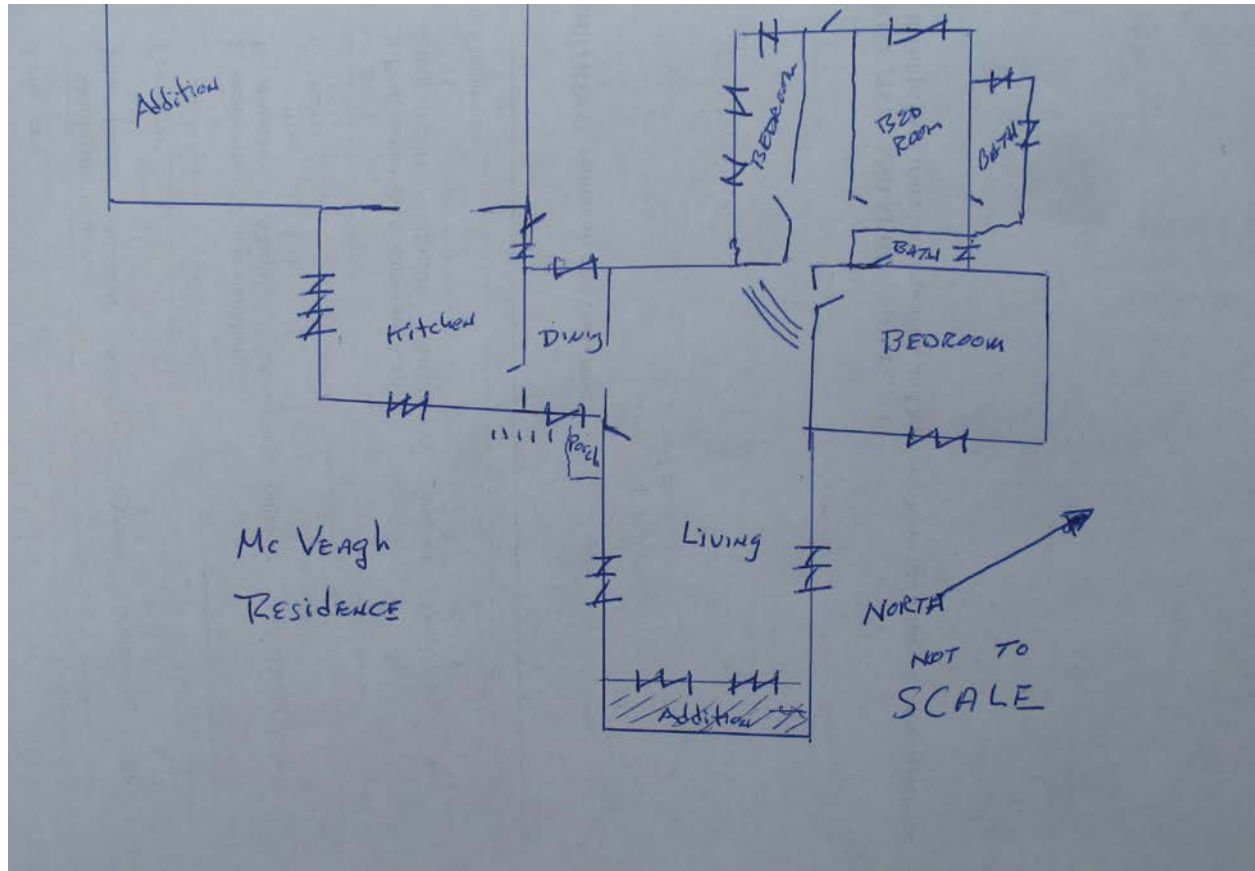 Addition
BEDROOM
BED
ROOM
BATH
BATH
Kitchen
Dining
BEDROOM
Porch
Living
Mc VEAgh
RESidENCE
NORTH
NOT TO
SCALE
Addition